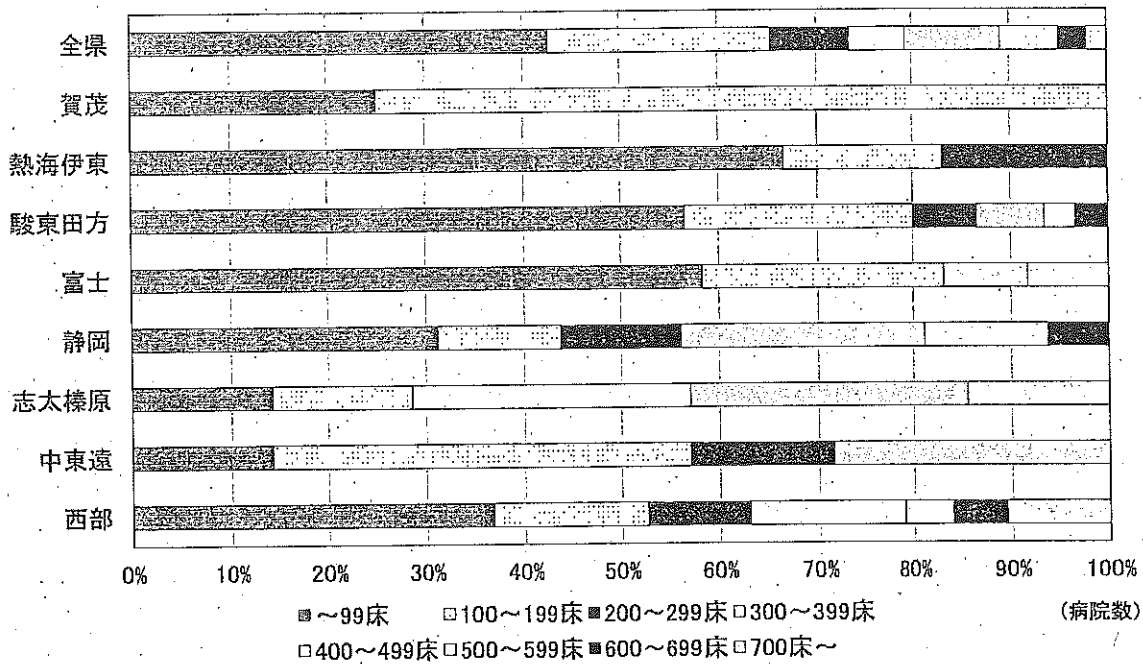 全県
賀茂
熱海伊東
駿東田方
富士
静岡
志太榛原
中東遠
西部
0% 10% 20% 30% 40% 50% 60% 70% 80% 90% 100%
～99床 100～199床 200～299床 300～399床 (病院数)
400～499床 500～599床 600～699床 700床～